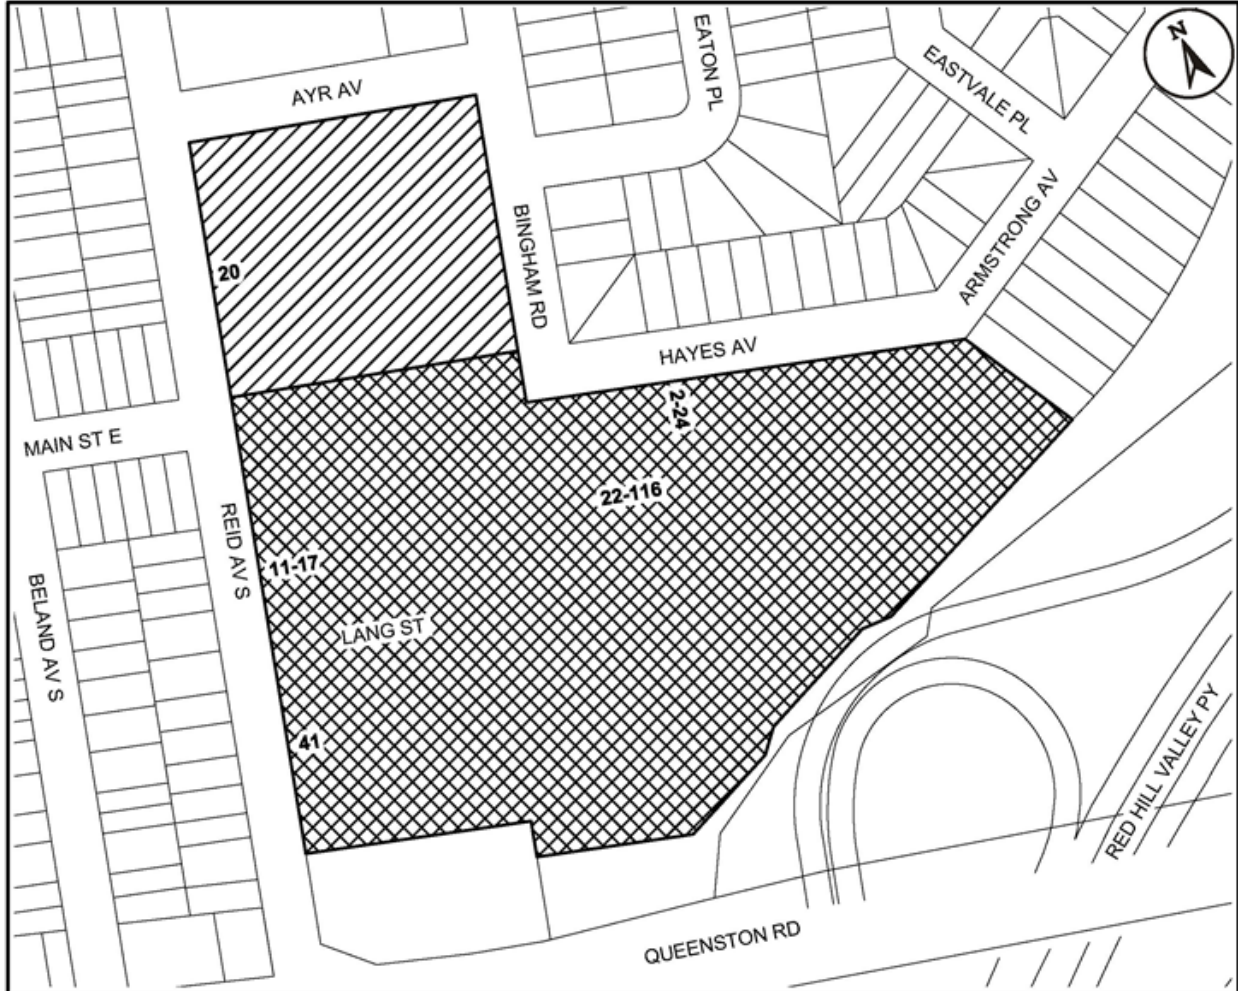 EATON PL
N
EASTVALE PL
AYR AV
ARMSTRONG AV
BINGHAM RD
20
HAYES AV
2-24
MAIN ST E
22-116
REID AV S
11-17
BELAND AV S
LANG ST
41
RED HILL VALLEY PY
QUEENSTON RD